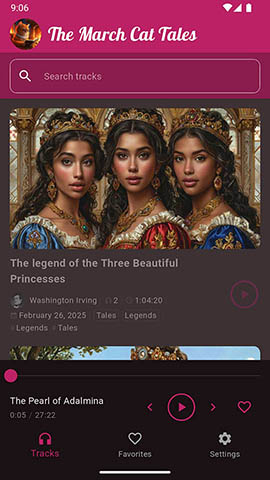 9:06
The March Cat Tales
Search tracks
The legend of the Three Beautiful
Princesses
Washington Irving 2 1:04:20
February 26, 2025 Tales Legends
#Legends #Tales
The Pearl of Adalmina
0:05 / 27:22
Tracks Favorites Settings